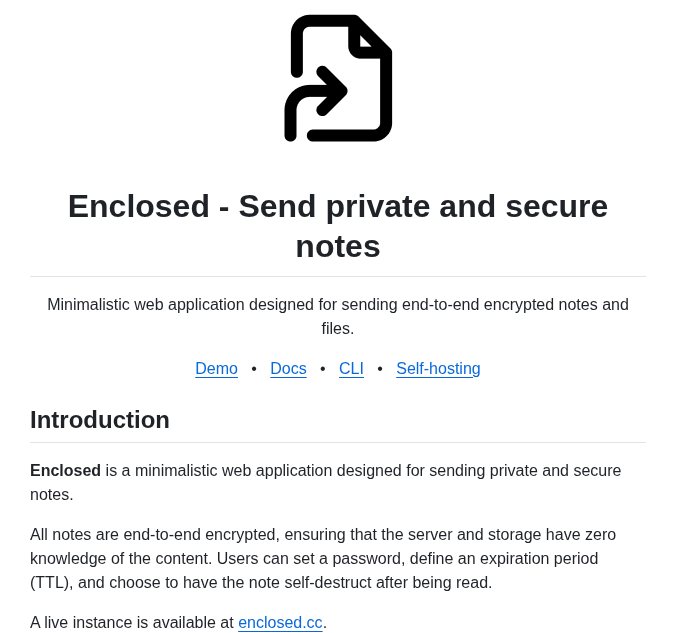 Enclosed - Send private and secure
notes
Minimalistic web application designed for sending end-to-end encrypted notes and
files.
Demo • Docs • CLI • Self-hosting
Introduction
Enclosed is a minimalistic web application designed for sending private and secure
notes.
All notes are end-to-end encrypted, ensuring that the server and storage have zero
knowledge of the content. Users can set a password, define an expiration period
(TTL), and choose to have the note self-destruct after being read.
A live instance is available at enclosed.cc.